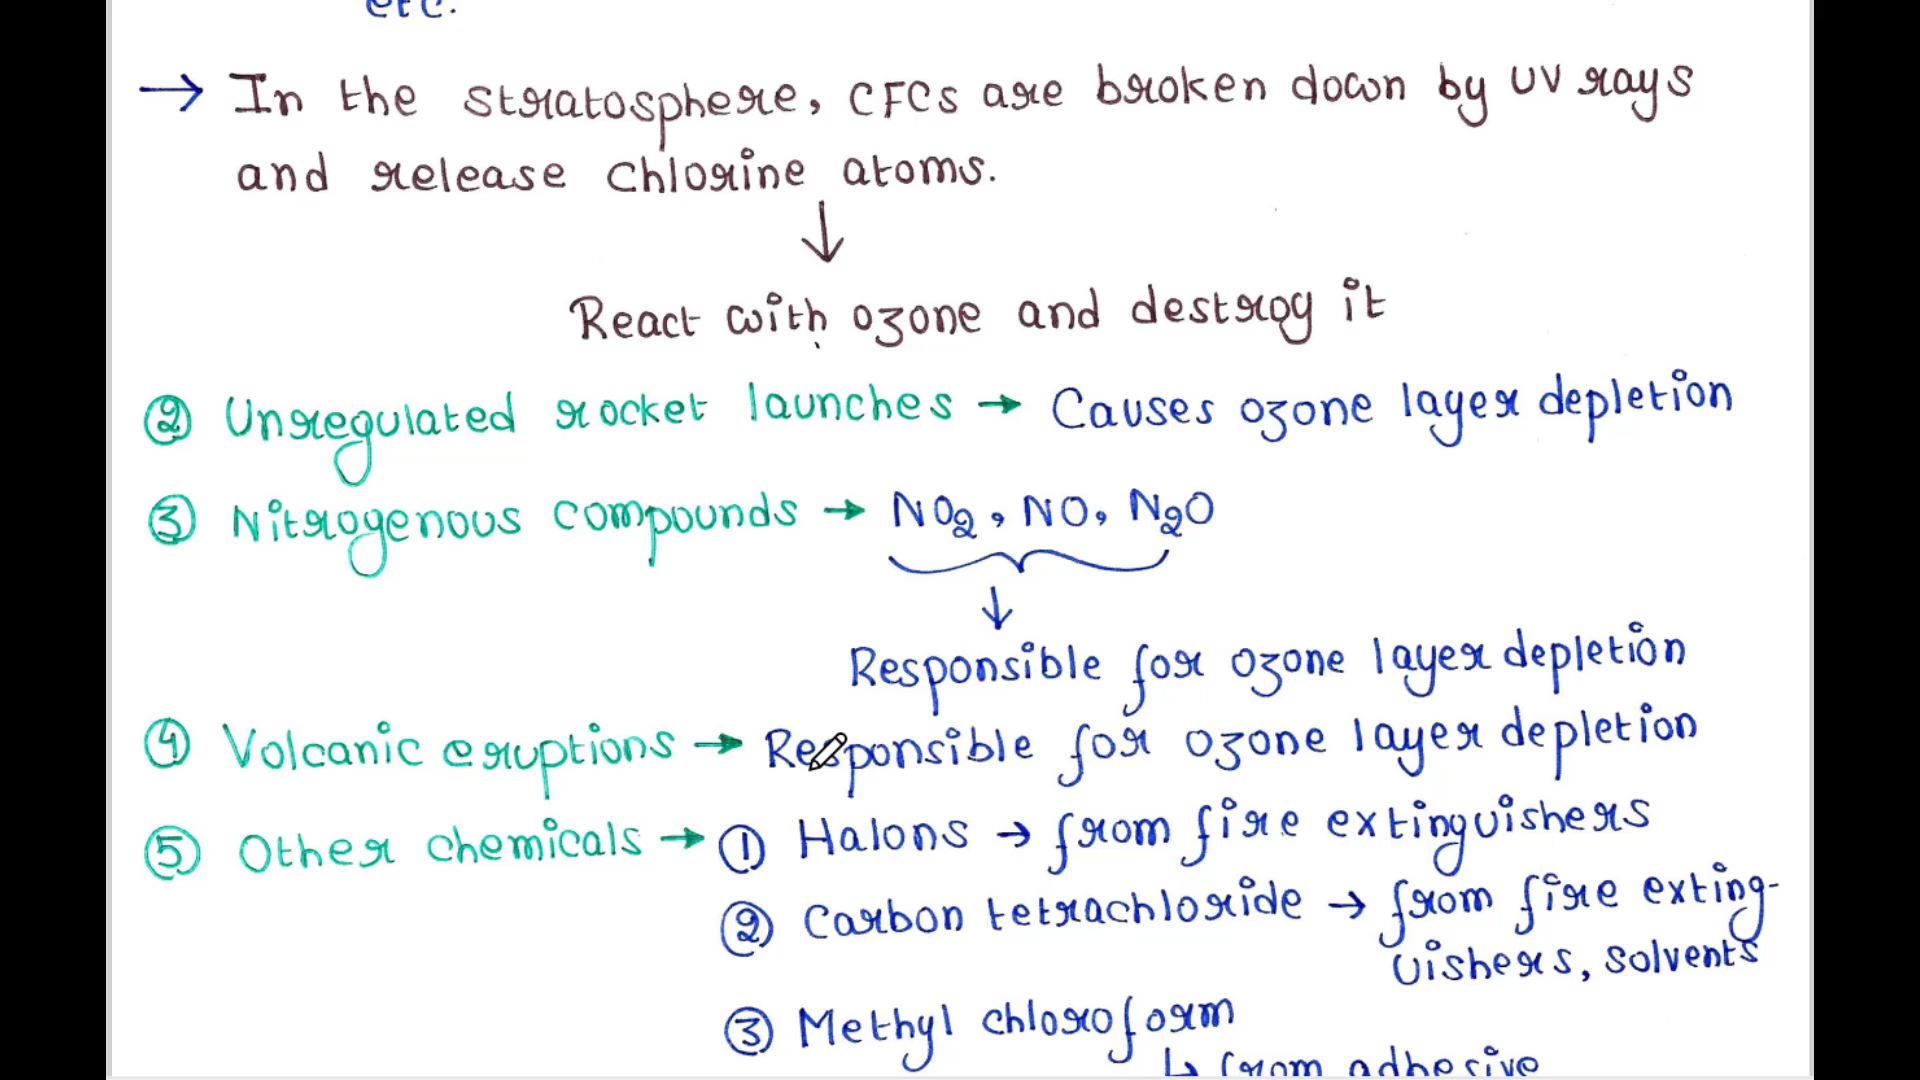 etc.
→ In the stratosphere, CFCs are broken down by UV rays
and release chlorine atoms.
↓
React with ozone and destroy it
② Unregulated rocket launches → Causes ozone layer depletion
③ Nitrogenous compounds → NO₂, NO, N₂O
↓
Responsible for ozone layer depletion
④ Volcanic eruptions → Responsible for ozone layer depletion
⑤ Other chemicals → ① Halons → from fire extinguishers
② Carbon tetrachloride → from fire exting-
uishers, solvents
③ Methyl chloroform
↳ from adhesive